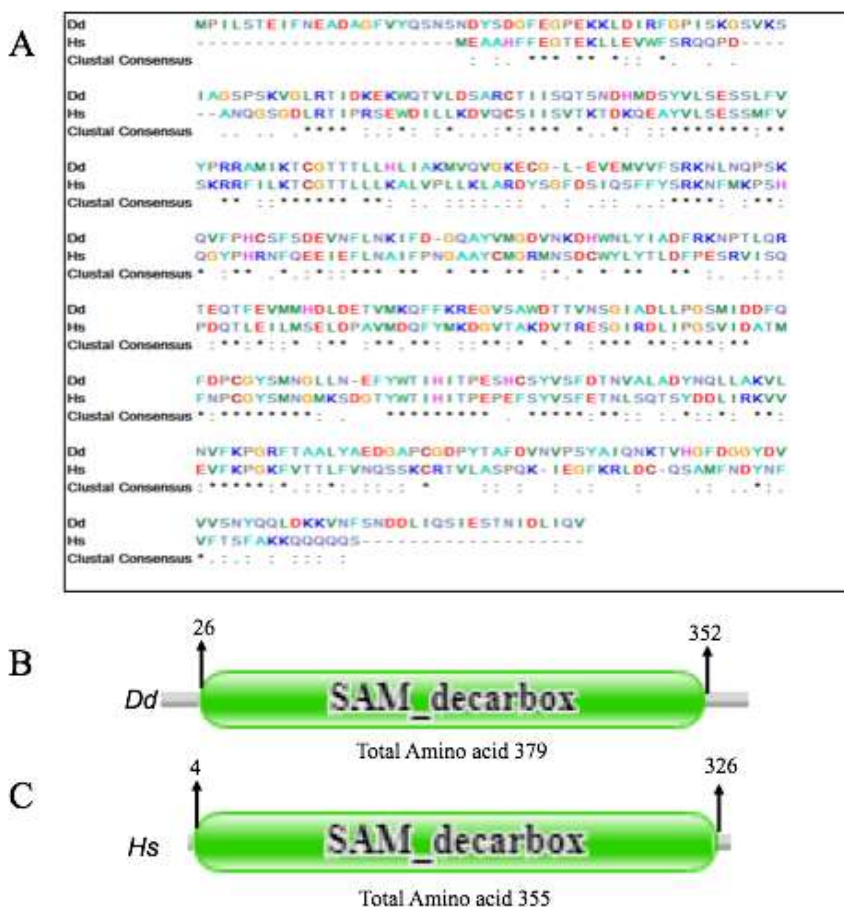 A
Dd MPILSTEIFNEADAGFVYQSNSNDYSDGFEGPEKKLDIRFGPISKGSVKS
Hs ----------------------MEAAHFFEGTEKLLEVWFSRQQPD----
Clustal Consensus : : *** ** *:: *. . .
Dd IAGSPSKVGLRTIDKEKWQTVLDSARCTIISQTSNDHMDSYVLSESSLFV
Hs --ANQGSGDLRTIPRSEWDILLKDVQCSIISVTKTDKQEAYVLSESSMFV
Clustal Consensus
Dd YPRRAMIKTCGTTTLLHLIAKMVQVGKECG-L-EVEMVVFSRKNLNQPSK
Hs SKRRFILKTCGTTLLLKALVPLLKLARDYSGFDSIQSFFYSRKNFMKPSH
Clustal Consensus
Dd QVFPHCSFSDEVNFLNKIFD-GQAYVMGDVNKDHWNLYIADFRKNPTLQR
Hs QGYPHRNFQEEIEFLNAIFPNGAAYCMGRMNSDCWYLYTLDFPESRVISQ
Clustal Consensus
Dd TEQTFEVMMHDLDETVMKQFFKREGVSAWDTTVNSGIADLLPGSMIDDFQ
Hs PDQTLEILMSELDPAVMDQFYMKDGVTAKDVTRESGIRDLIPGSVIDATM
Clustal Consensus
Dd FDPCGYSMNGLLN-EFYWTIHITPESHCSYVSFDTNVALADYNQLLAKVL
Hs FNPCGYSMNGMKSDGTYWTIHITPEPEFSYVSFETNLSQTSYDDLIRKVV
Clustal Consensus
Dd NVFKPGRFTAALYAEDGAPCGDPYTAFDVNVPSYAIQNKTVHGFDGGYDV
Hs EVFKPGKFVTTLFVNQSSKCRTVLASPQK-IEGFKRLDC-QSAMFNDYNF
Clustal Consensus
Dd VVSNYQQLDKKVNFSNDDLIQSIESTNIDLIQV
Hs VFTSFAKKQQQQQS-------------------
Clustal Consensus
B
26
352
Dd
SAM_decarbox
Total Amino acid 379
C
4
326
Hs
SAM_decarbox
Total Amino acid 355